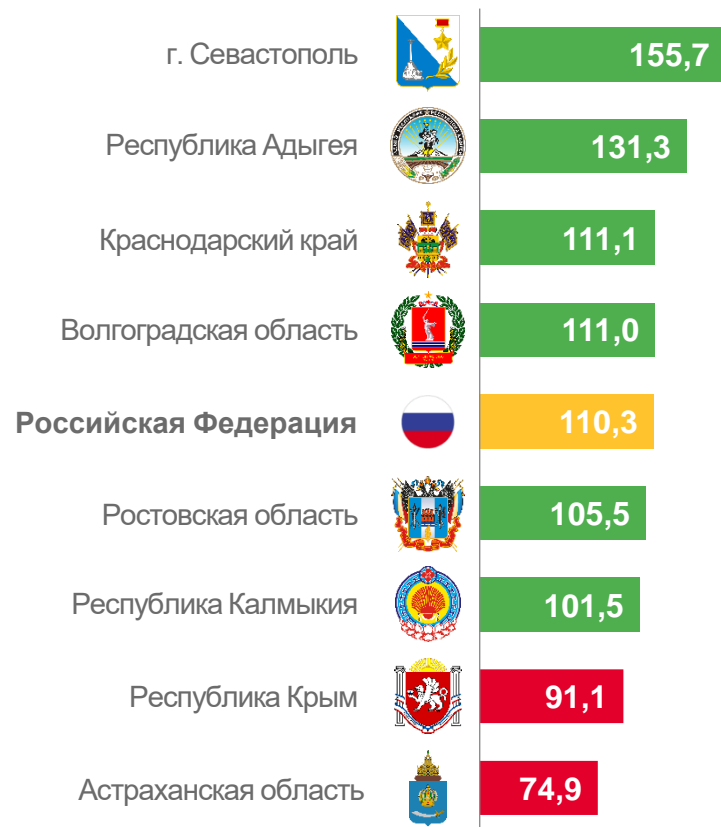 г. Севастополь 155,7
Республика Адыгея 131,3
Краснодарский край 111,1
Волгоградская область 111,0
Российская Федерация 110,3
Ростовская область 105,5
Республика Калмыкия 101,5
Республика Крым 91,1
Астраханская область 74,9